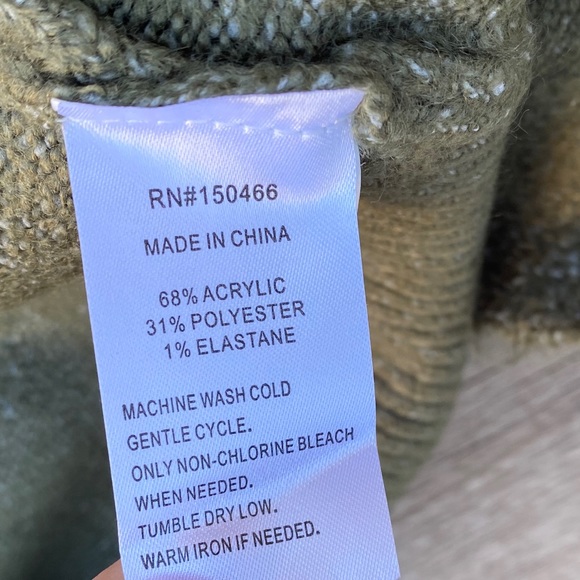 RN#150466
MADE IN CHINA
68% ACRYLIC
31% POLYESTER
1% ELASTANE
MACHINE WASH COLD
GENTLE CYCLE.
ONLY NON-CHLORINE BLEACH
WHEN NEEDED.
TUMBLE DRY LOW.
WARM IRON IF NEEDED.